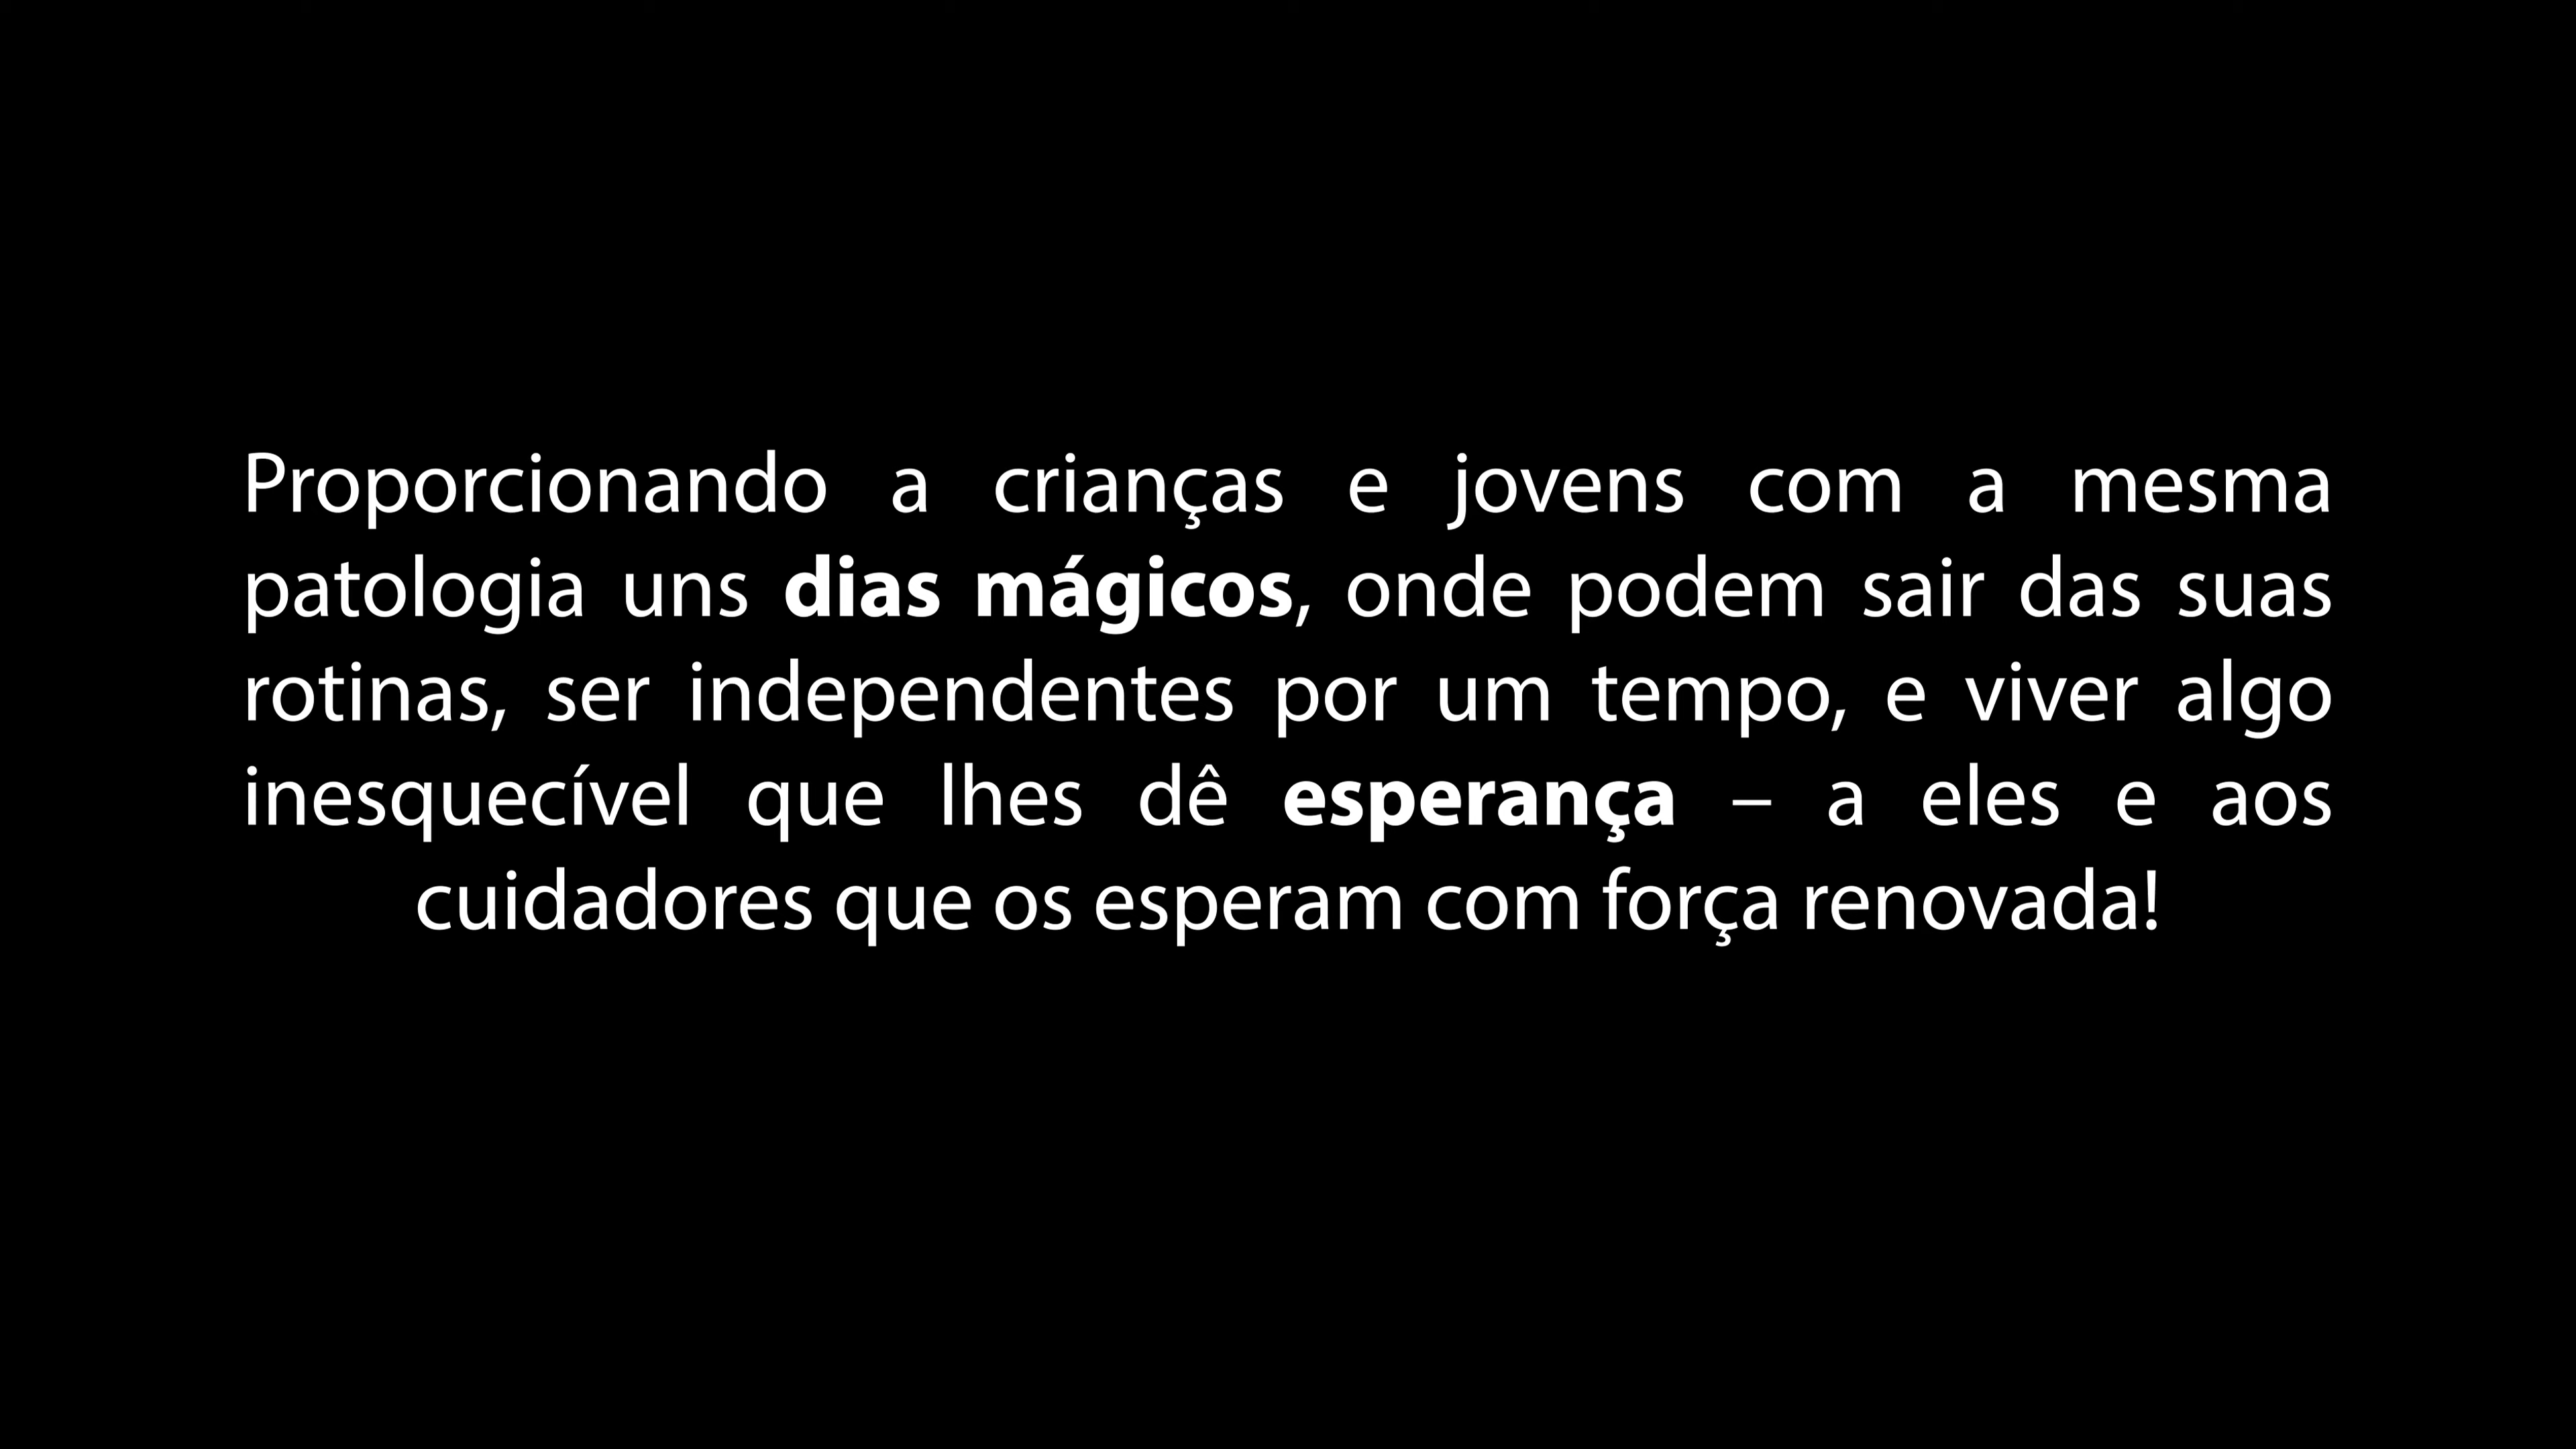 Proporcionando a crianças e jovens com a mesma
patologia uns dias mágicos, onde podem sair das suas
rotinas, ser independentes por um tempo, e viver algo
inesquecível que lhes dê esperança – a eles e aos
cuidadores que os esperam com força renovada!